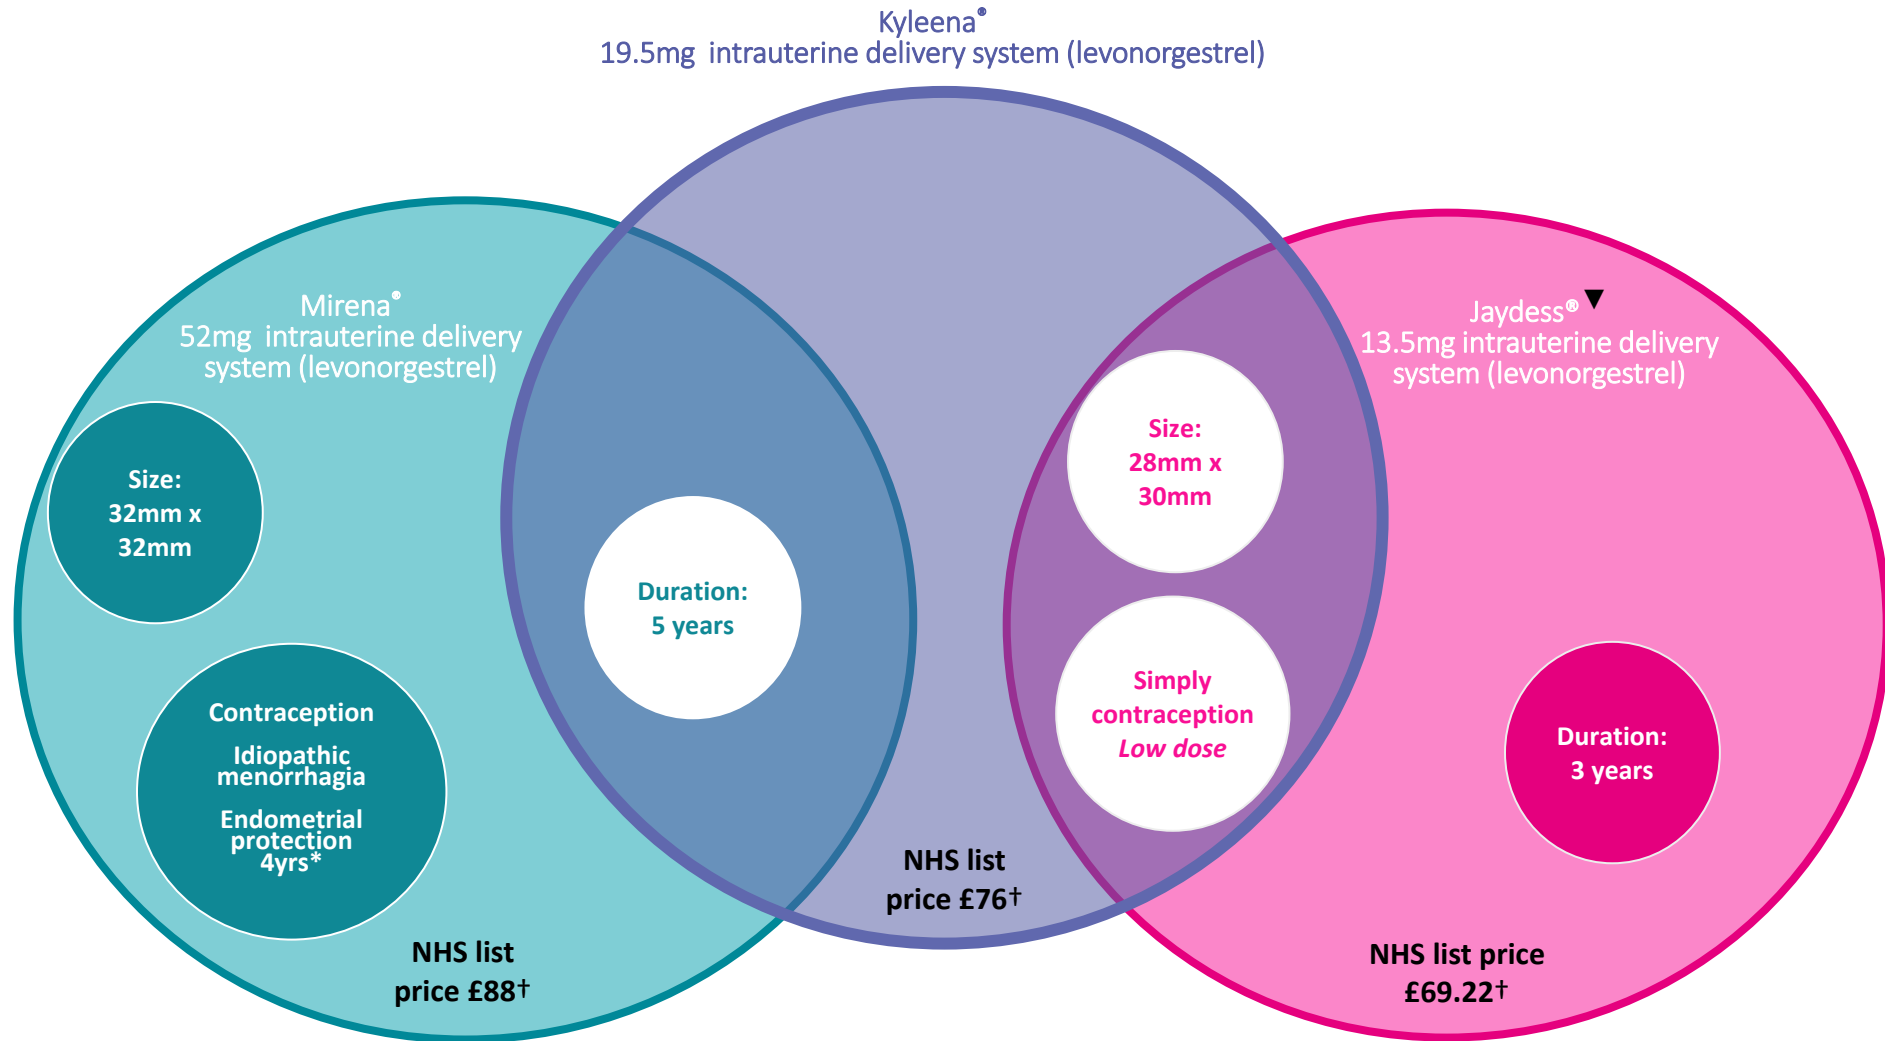 Kyleena®
19.5mg intrauterine delivery system (levonorgestrel)
Mirena®
52mg intrauterine delivery
system (levonorgestrel)
Size:
32mm x
32mm
Contraception
Idiopathic
menorrhagia
Endometrial
protection
4yrs*
NHS list
price £88†
Duration:
5 years
NHS list
price £76†
Size:
28mm x
30mm
Simply
contraception
Low dose
Jaydess® ▼
13.5mg intrauterine delivery
system (levonorgestrel)
Duration:
3 years
NHS list price
£69.22†